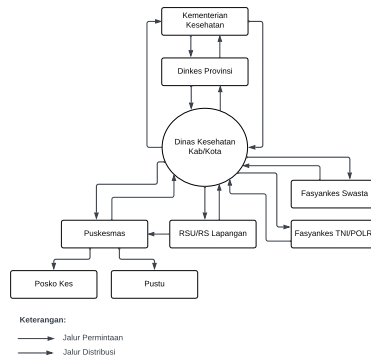 Kementerian
Kesehatan
Dinkes Provinsi
Dinas Kesehatan
Kab/Kota
Fasyankes Swasta
Puskesmas
RSU/RS Lapangan
Fasyankes TNI/POLR
Posko Kes
Pustu
Keterangan:
Jalur Permintaan
Jalur Distribusi